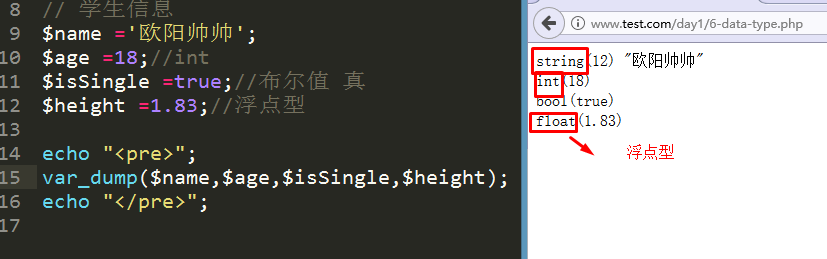 8 // 学生信息
9 $name ='欧阳帅帅';
10 $age =18;//int
11 $isSingle =true;//布尔值 真
12 $height =1.83;//浮点型
13
14 echo "<pre>";
15 var_dump($name,$age,$isSingle,$height);
16 echo "</pre>";
17
www.test.com/day1/6-data-type.php
string(12) "欧阳帅帅"
int(18)
bool(true)
float(1.83)
浮点型